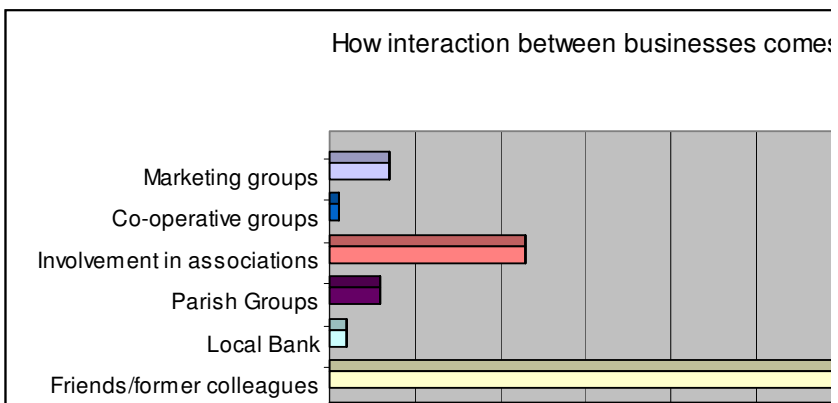 How interaction between businesses comes
Marketing groups
Co-operative groups
Involvement in associations
Parish Groups
Local Bank
Friends/former colleagues